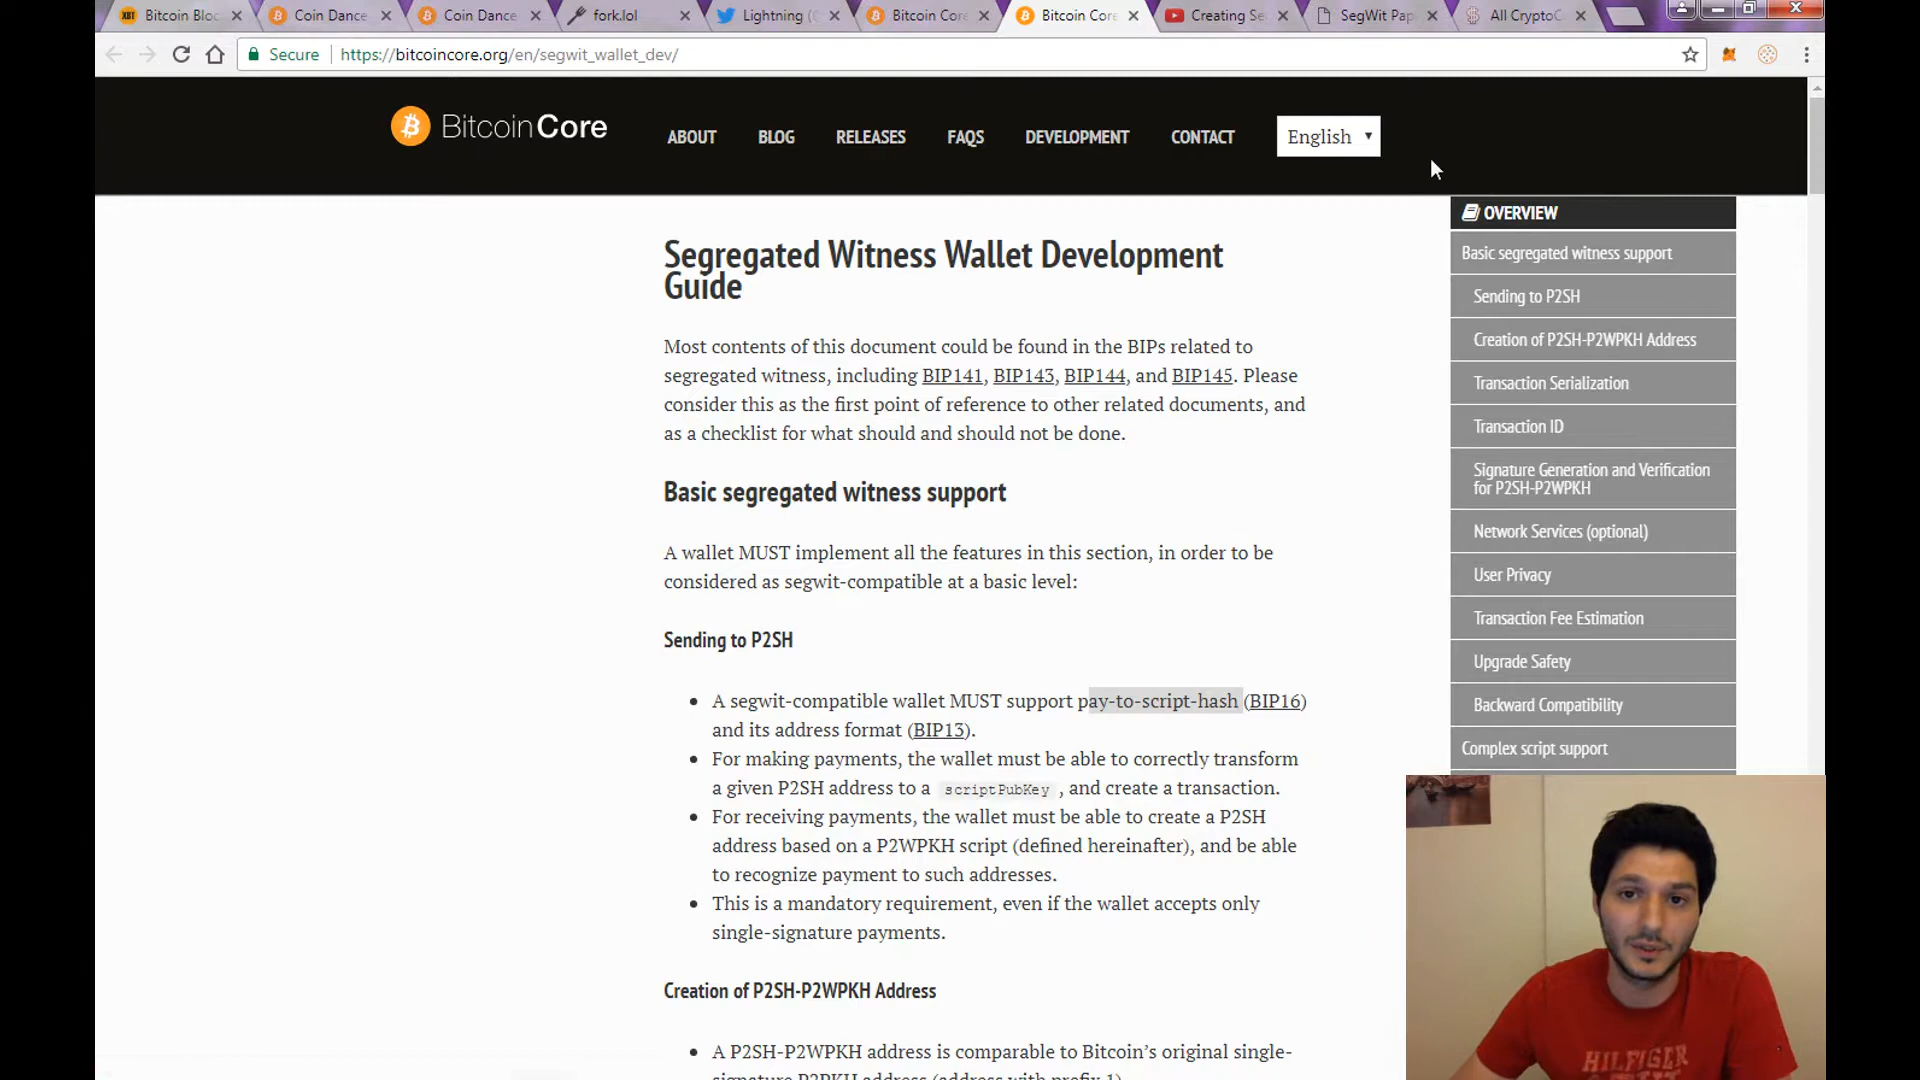 Bitcoin Bloc
Coin Dance
Coin Dance
fork.lol
Lightning (
Bitcoin Core
Bitcoin Core
Creating Se
SegWit Pap
All CryptoC
Secure
https://bitcoincore.org/en/segwit_wallet_dev/
Bitcoin Core
ABOUT
BLOG
RELEASES
FAQS
DEVELOPMENT
CONTACT
English
Segregated Witness Wallet Development
Guide
Most contents of this document could be found in the BIPs related to
segregated witness, including BIP141, BIP143, BIP144, and BIP145. Please
consider this as the first point of reference to other related documents, and
as a checklist for what should and should not be done.
Basic segregated witness support
A wallet MUST implement all the features in this section, in order to be
considered as segwit-compatible at a basic level:
Sending to P2SH
• A segwit-compatible wallet MUST support pay-to-script-hash (BIP16)
and its address format (BIP13).
• For making payments, the wallet must be able to correctly transform
a given P2SH address to a scriptPubKey , and create a transaction.
• For receiving payments, the wallet must be able to create a P2SH
address based on a P2WPKH script (defined hereinafter), and be able
to recognize payment to such addresses.
• This is a mandatory requirement, even if the wallet accepts only
single-signature payments.
Creation of P2SH-P2WPKH Address
• A P2SH-P2WPKH address is comparable to Bitcoin's original single-
signature P2PKH address (address with prefix 1).
OVERVIEW
Basic segregated witness support
Sending to P2SH
Creation of P2SH-P2WPKH Address
Transaction Serialization
Transaction ID
Signature Generation and Verification
for P2SH-P2WPKH
Network Services (optional)
User Privacy
Transaction Fee Estimation
Upgrade Safety
Backward Compatibility
Complex script support
HILFIGER